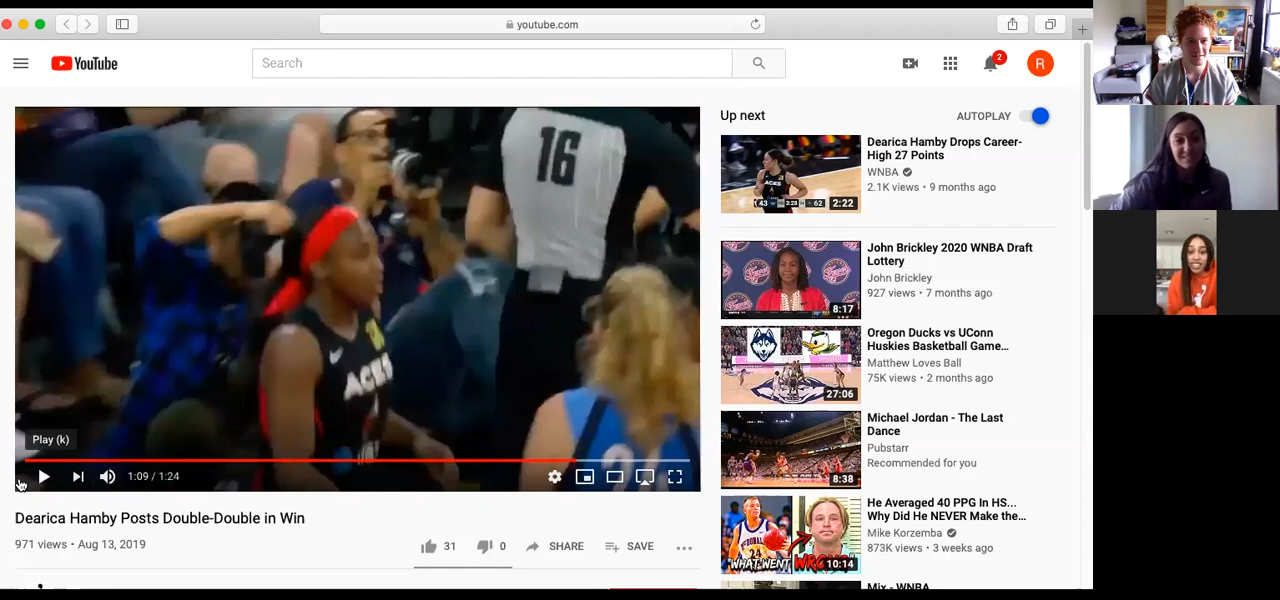 youtube.com
YouTube
Search
2
R
16
ACES
Play (k)
1:09 / 1:24
Dearica Hamby Posts Double-Double in Win
971 views • Aug 13, 2019
31
0
SHARE
SAVE
Up next
AUTOPLAY
Dearica Hamby Drops Career-
High 27 Points
WNBA
2.1K views • 9 months ago
ACES
43
3:28
62
2:22
John Brickley 2020 WNBA Draft
Lottery
John Brickley
927 views • 7 months ago
8:17
Oregon Ducks vs UConn
Huskies Basketball Game…
Matthew Loves Ball
75K views • 2 months ago
27:06
Michael Jordan - The Last
Dance
Pubstarr
Recommended for you
8:38
He Averaged 40 PPG In HS...
Why Did He NEVER Make the…
Mike Korzemba
873K views • 3 weeks ago
24
"WHAT WENT WRONG"
10:14
Mix - WNBA